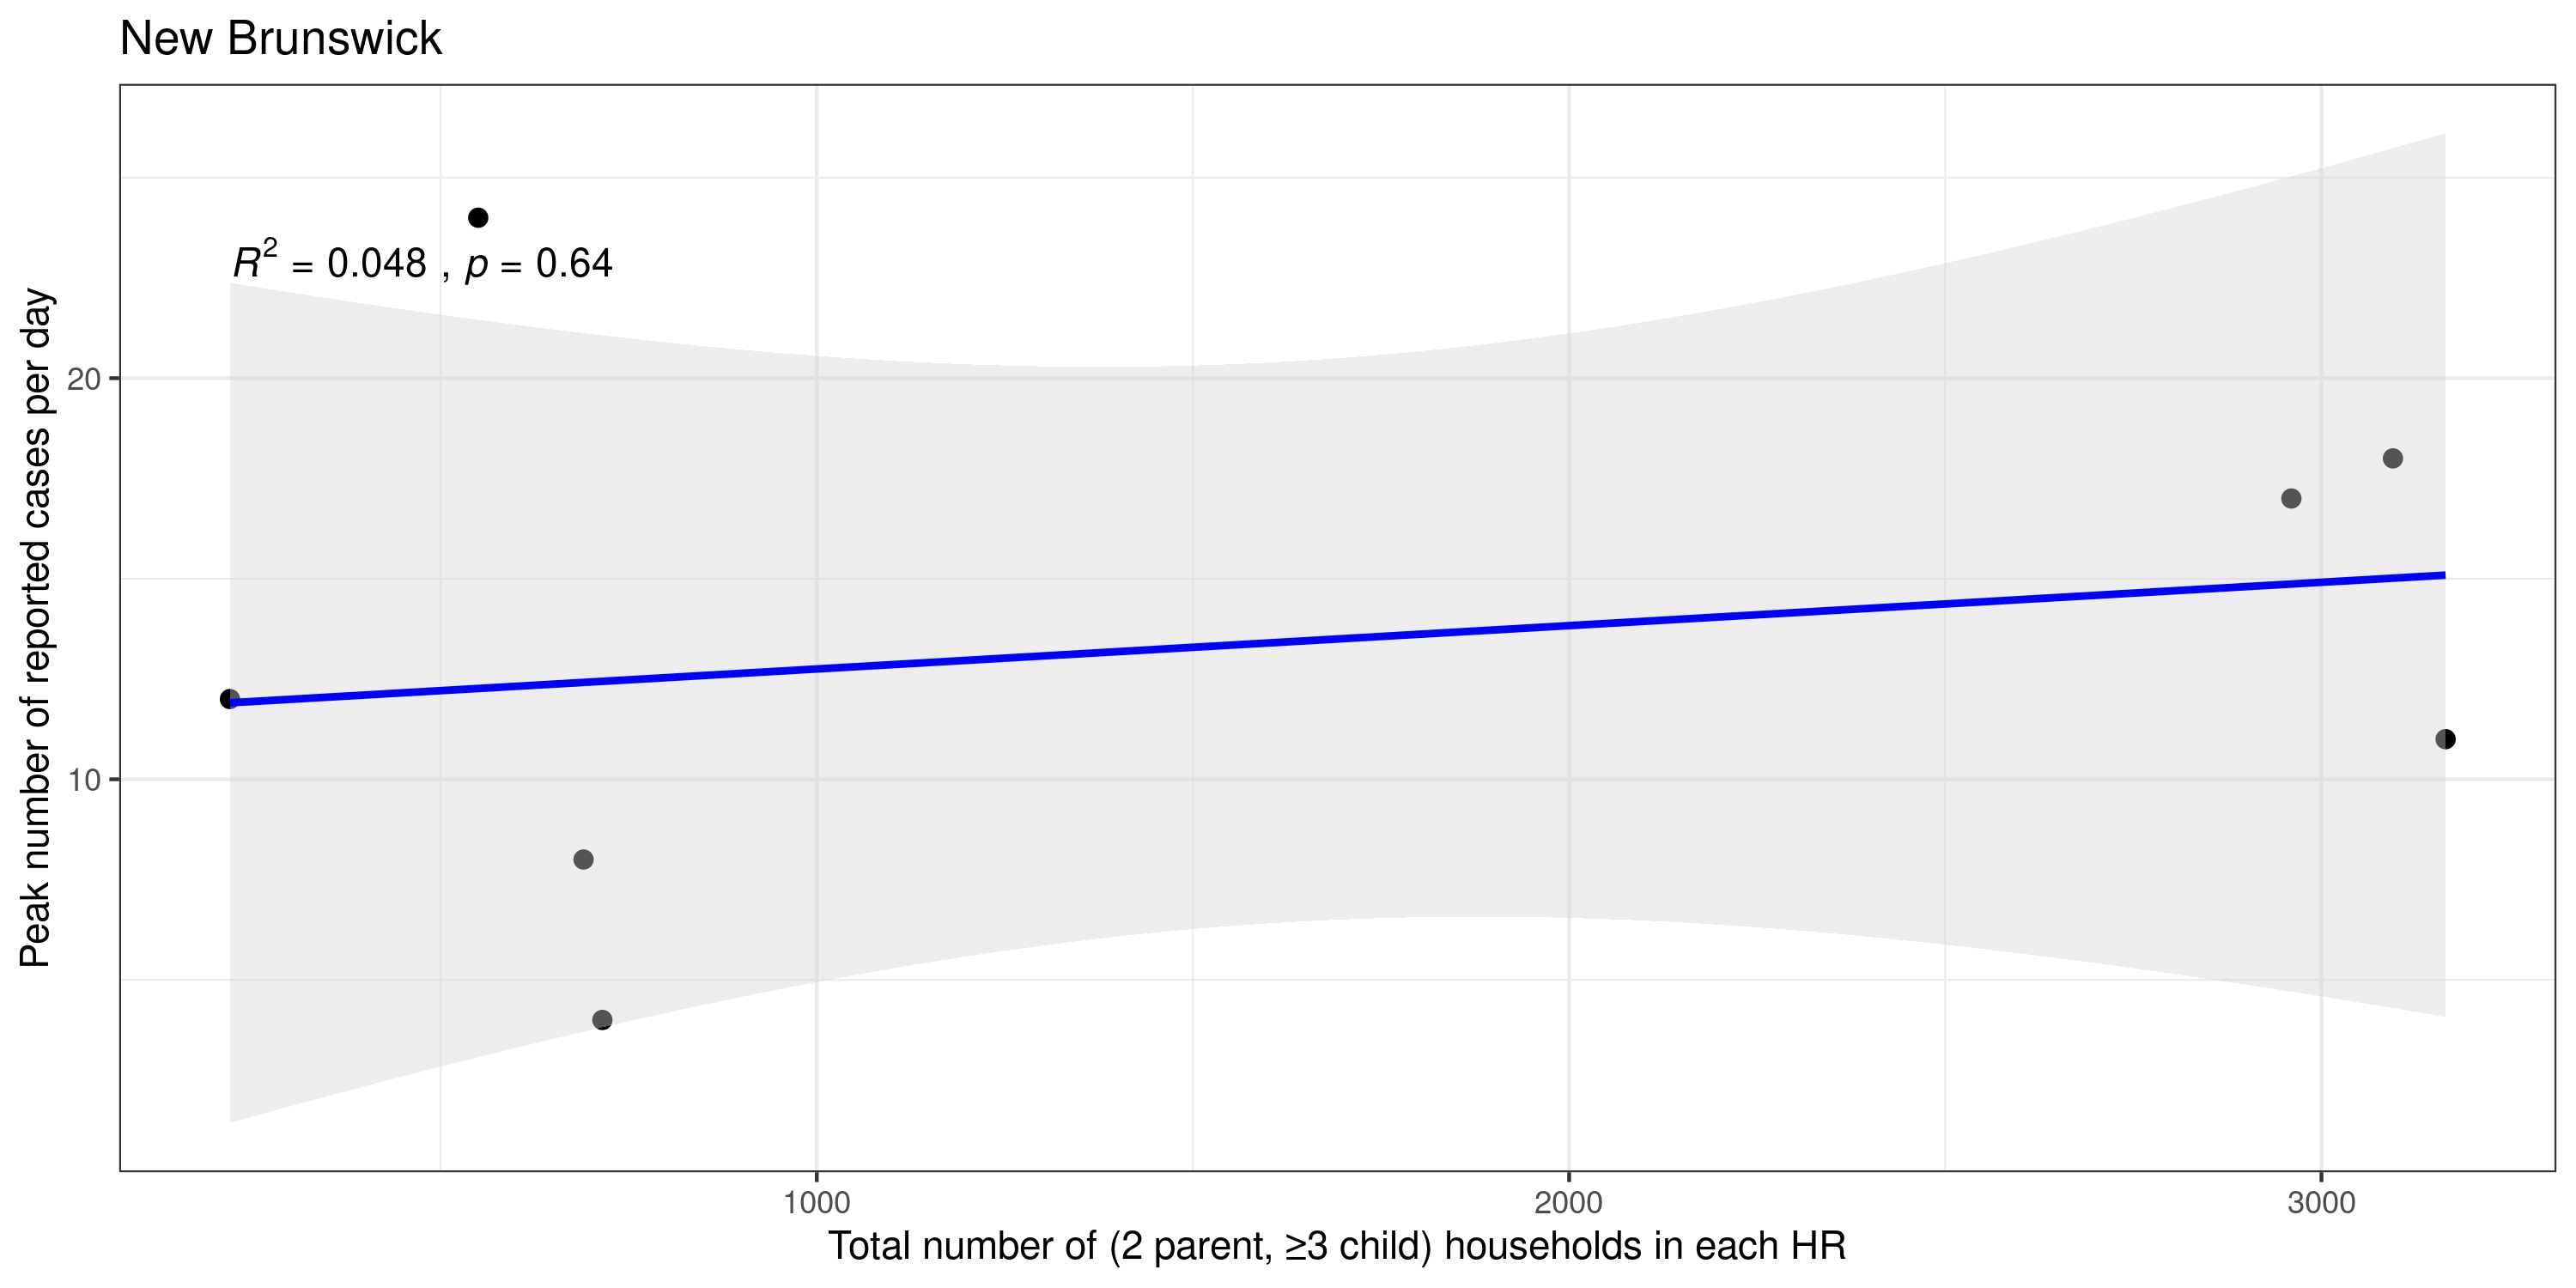 New Brunswick
R² = 0.048 , p = 0.64
Peak number of reported cases per day
20
10
1000
2000
3000
Total number of (2 parent, ≥3 child) households in each HR